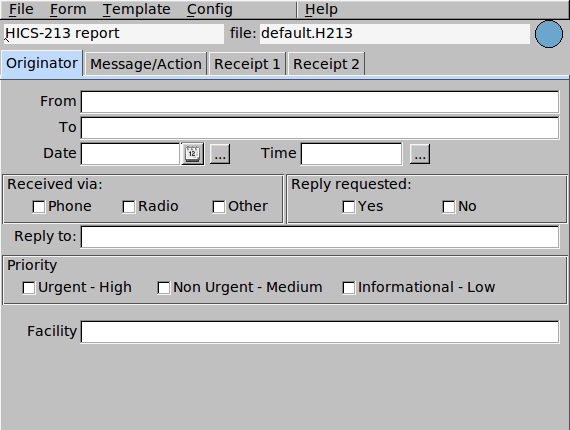 File Form Template Config Help
HICS-213 report file: default.H213
Originator Message/Action Receipt 1 Receipt 2
From
To
Date 12 ... Time ...
Received via: Reply requested:
Phone Radio Other Yes No
Reply to:
Priority
Urgent - High Non Urgent - Medium Informational - Low
Facility